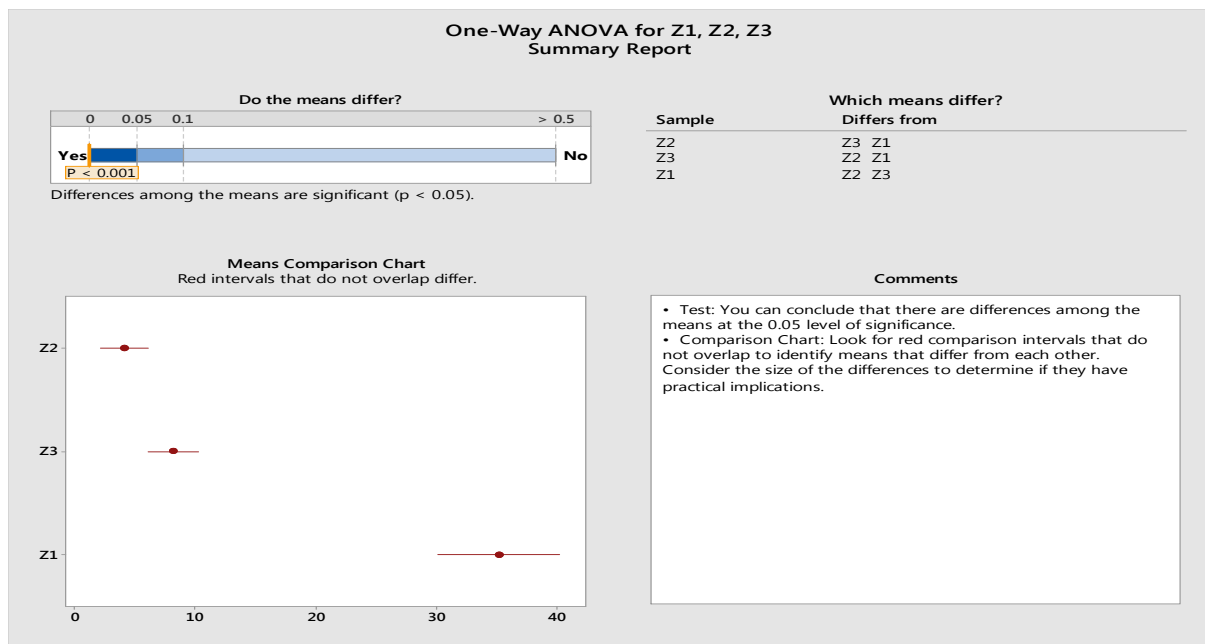 One-Way ANOVA for Z1, Z2, Z3
Summary Report
Do the means differ?
0 0.05 0.1 > 0.5
Yes No
P < 0.001
Differences among the means are significant (p < 0.05).
Which means differ?
Sample Differs from
Z2 Z3 Z1
Z3 Z2 Z1
Z1 Z2 Z3
Means Comparison Chart
Red intervals that do not overlap differ.
Z2
Z3
Z1
0 10 20 30 40
Comments
• Test: You can conclude that there are differences among the
means at the 0.05 level of significance.
• Comparison Chart: Look for red comparison intervals that do
not overlap to identify means that differ from each other.
Consider the size of the differences to determine if they have
practical implications.